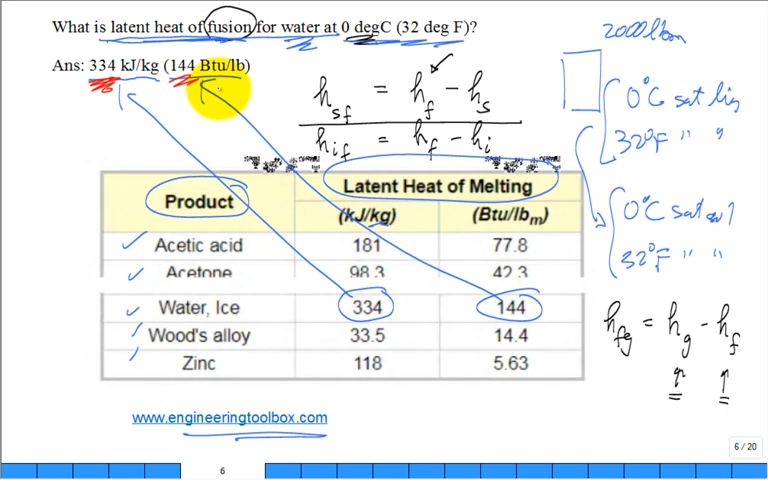 What is latent heat of fusion for water at 0 degC (32 deg F)?
2000 lbm
Ans: 334 kJ/kg (144 Btu/lb)
h_sf = h_f - h_s
h_if = h_f - h_i
0°C sat liq
32°F " "
Product
Latent Heat of Melting
(kJ/kg) (Btu/lbm)
Acetic acid 181 77.8
Acetone 98.3 42.3
Water, Ice 334 144
Wood's alloy 33.5 14.4
Zinc 118 5.63
0°C sat
32°F " "
h_fg = h_g - h_f
www.engineeringtoolbox.com
6 / 20
6